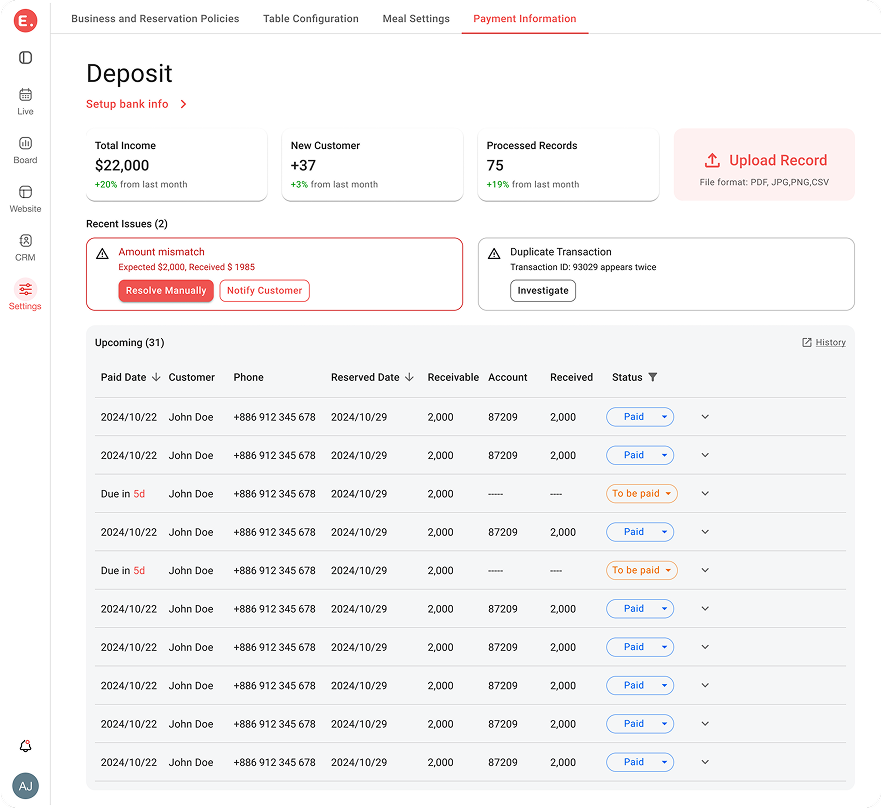 E.
Business and Reservation Policies Table Configuration Meal Settings Payment Information
Live
Board
Website
CRM
Settings
AJ
Deposit
Setup bank info
Total Income
$22,000
+20% from last month
New Customer
+37
+3% from last month
Processed Records
75
+19% from last month
Upload Record
File format: PDF, JPG,PNG,CSV
Recent Issues (2)
Amount mismatch
Expected $2,000, Received $ 1985
Resolve Manually Notify Customer
Duplicate Transaction
Transaction ID: 93029 appears twice
Investigate
Upcoming (31) History
Paid Date Customer Phone Reserved Date Receivable Account Received Status
2024/10/22 John Doe +886 912 345 678 2024/10/29 2,000 87209 2,000 Paid
2024/10/22 John Doe +886 912 345 678 2024/10/29 2,000 87209 2,000 Paid
Due in 5d John Doe +886 912 345 678 2024/10/29 2,000 ----- ---- To be paid
2024/10/22 John Doe +886 912 345 678 2024/10/29 2,000 87209 2,000 Paid
Due in 5d John Doe +886 912 345 678 2024/10/29 2,000 ----- ---- To be paid
2024/10/22 John Doe +886 912 345 678 2024/10/29 2,000 87209 2,000 Paid
2024/10/22 John Doe +886 912 345 678 2024/10/29 2,000 87209 2,000 Paid
2024/10/22 John Doe +886 912 345 678 2024/10/29 2,000 87209 2,000 Paid
2024/10/22 John Doe +886 912 345 678 2024/10/29 2,000 87209 2,000 Paid
2024/10/22 John Doe +886 912 345 678 2024/10/29 2,000 87209 2,000 Paid